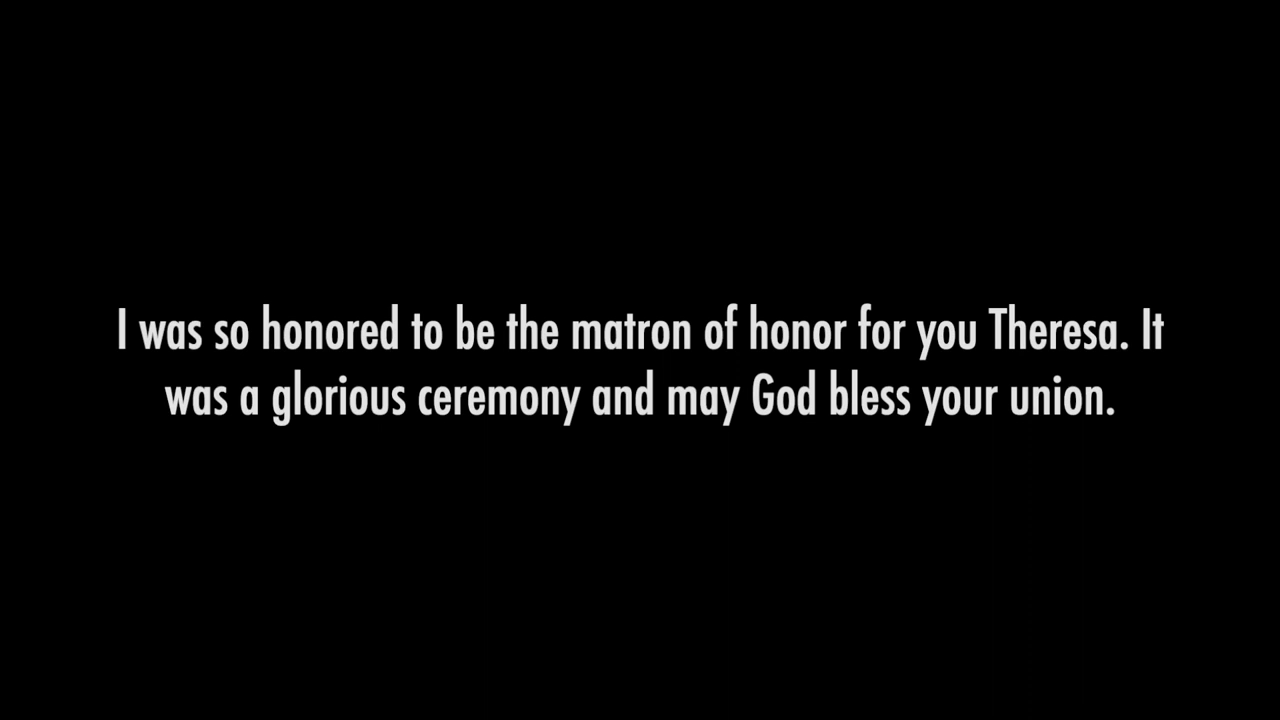 I was so honored to be the matron of honor for you Theresa. It
was a glorious ceremony and may God bless your union.